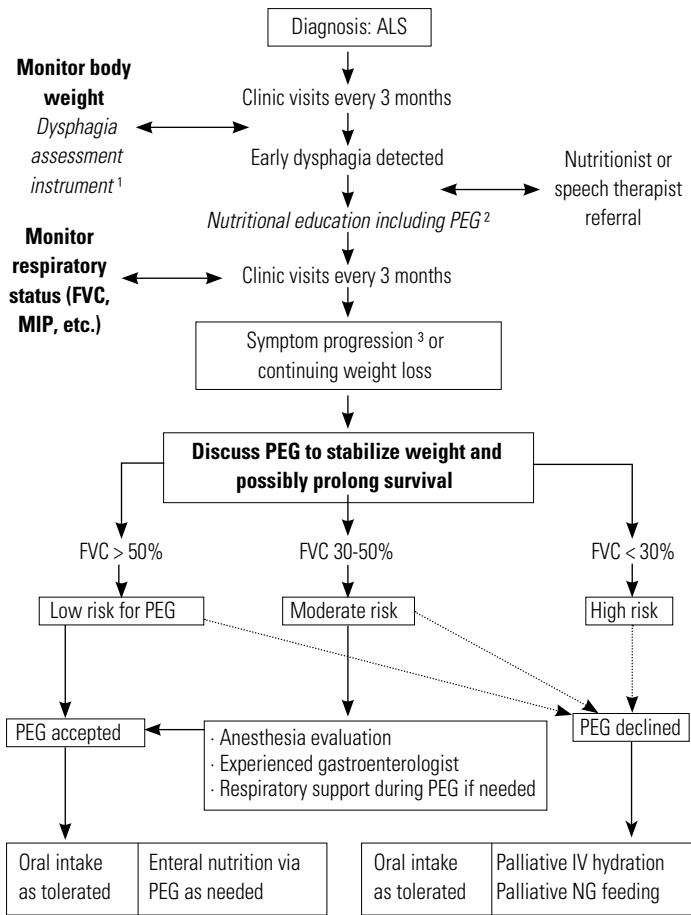 Diagnosis: ALS
Monitor body
weight
Dysphagia
assessment
instrument 1
Clinic visits every 3 months
Early dysphagia detected
Nutritionist or
speech therapist
referral
Nutritional education including PEG 2
Monitor
respiratory
status (FVC,
MIP, etc.)
Clinic visits every 3 months
Symptom progression 3 or
continuing weight loss
Discuss PEG to stabilize weight and
possibly prolong survival
FVC > 50%
FVC 30-50%
FVC < 30%
Low risk for PEG
Moderate risk
High risk
PEG accepted
· Anesthesia evaluation
· Experienced gastroenterologist
· Respiratory support during PEG if needed
PEG declined
Oral intake
as tolerated
Enteral nutrition via
PEG as needed
Oral intake
as tolerated
Palliative IV hydration
Palliative NG feeding